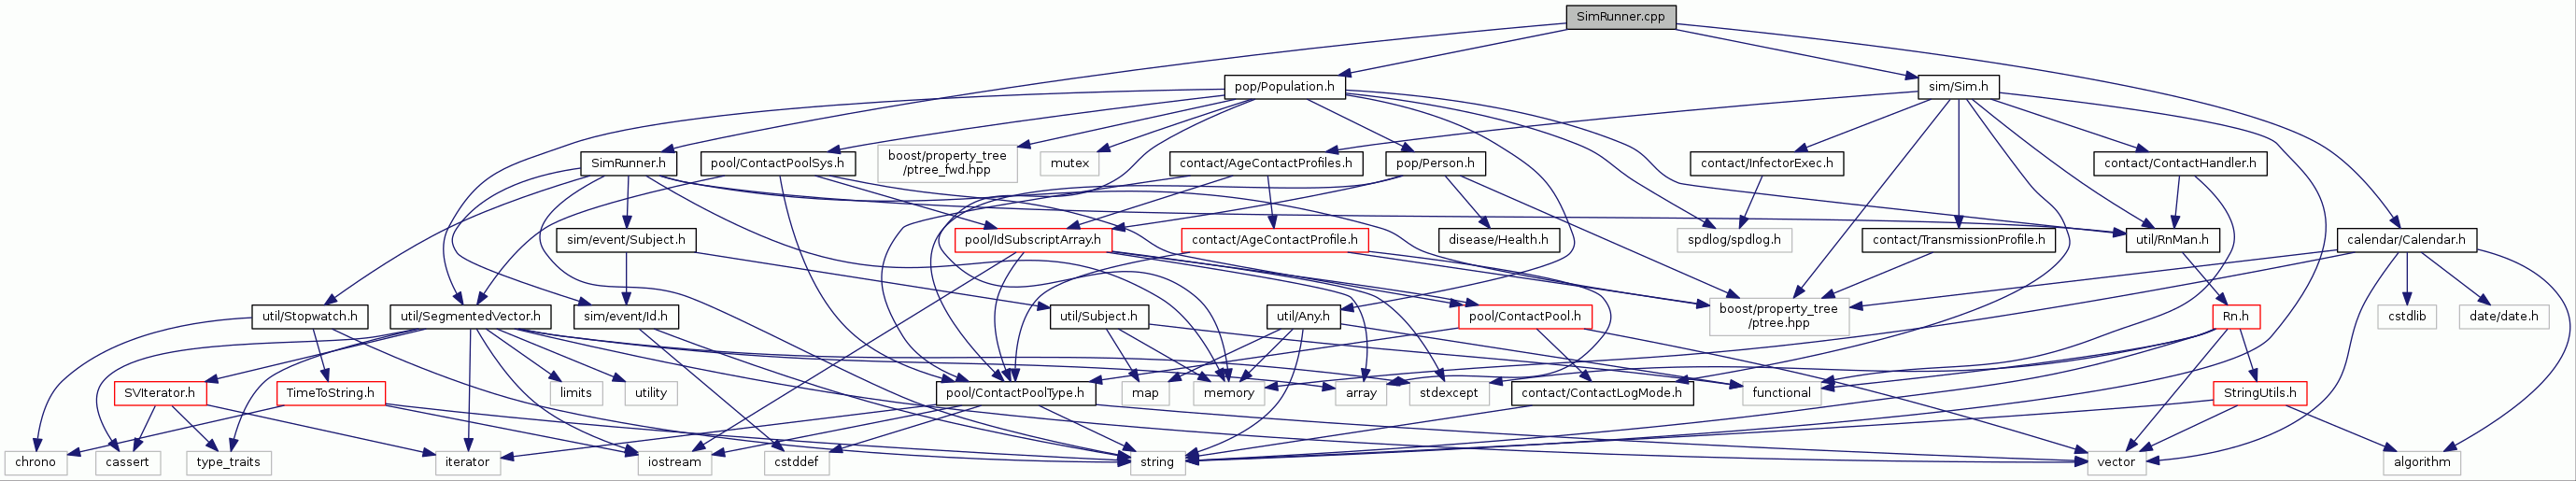 SimRunner.cpp
pop/Population.h
sim/Sim.h
SimRunner.h
pool/ContactPoolSys.h
boost/property_tree
/ptree_fwd.hpp
mutex
contact/AgeContactProfiles.h
pop/Person.h
contact/InfectorExec.h
contact/ContactHandler.h
sim/event/Subject.h
pool/IdSubscriptArray.h
contact/AgeContactProfile.h
disease/Health.h
spdlog/spdlog.h
contact/TransmissionProfile.h
util/RnMan.h
calendar/Calendar.h
util/Stopwatch.h
util/SegmentedVector.h
sim/event/Id.h
util/Subject.h
util/Any.h
pool/ContactPool.h
boost/property_tree
/ptree.hpp
Rn.h
cstdlib
date/date.h
SVIterator.h
TimeToString.h
limits
utility
pool/ContactPoolType.h
map
memory
array
stdexcept
contact/ContactLogMode.h
functional
StringUtils.h
chrono
cassert
type_traits
iterator
iostream
cstddef
string
vector
algorithm